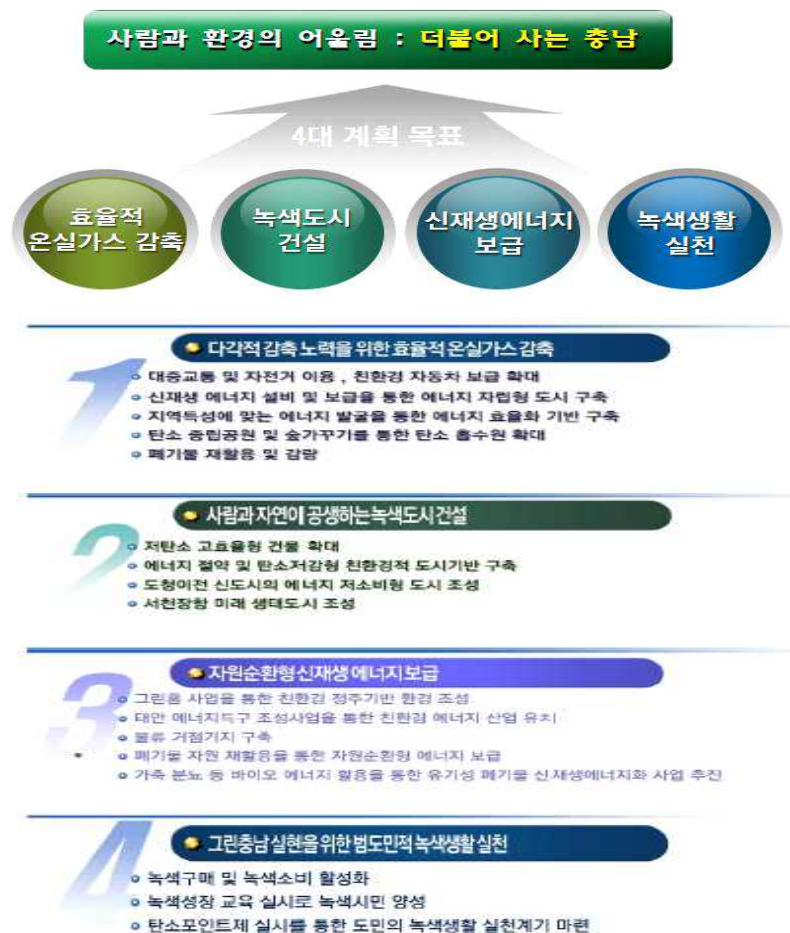 사람과 환경의 어울림 : 더불어 사는 충남
4대 계획 목표
효율적
온실가스 감축
녹색도시
건설
신재생에너지
보급
녹색생활
실천
1
다각적 감축 노력을 위한 효율적 온실가스 감축
대중교통 및 자전거 이용 , 친환경 자동차 보급 확대
신재생 에너지 설비 및 보급을 통한 에너지 자립형 도시 구축
지역특성에 맞는 에너지 발굴을 통한 에너지 효율화 기반 구축
탄소 중립공원 및 숲가꾸기를 통한 탄소 흡수원 확대
폐기물 재활용 및 감량
2
사람과 자연이 공생하는 녹색도시 건설
저탄소 고효율형 건물 확대
에너지 절약 및 탄소저감형 친환경적 도시기반 구축
도청이전 신도시의 에너지 저소비형 도시 조성
서천장항 미래 생태도시 조성
3
자원순환형 신재생 에너지 보급
그린홈 사업을 통한 친환경 정주기반 환경 조성
태안 에너지특구 조성사업을 통한 친환경 에너지 산업 유치
물류 거점기지 구축
폐기물 자원 재활용을 통한 자원순환형 에너지 보급
가축 분뇨 등 바이오 에너지 활용을 통한 유기성 폐기물 신재생에너지화 사업 추진
4
그린충남 실현을 위한 범도민적 녹색생활 실천
녹색구매 및 녹색소비 활성화
녹색성장 교육 실시로 녹색시민 양성
탄소포인트제 실시를 통한 도민의 녹색생활 실천계기 마련